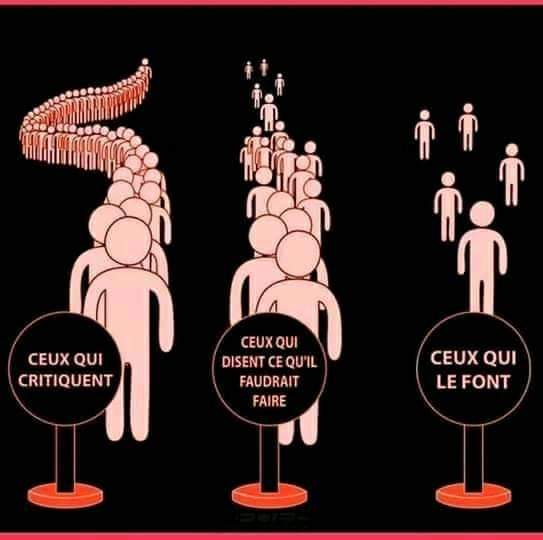 CEUX QUI
CRITIQUENT
CEUX QUI
DISENT CE QU'IL
FAUDRAIT
FAIRE
CEUX QUI
LE FONT